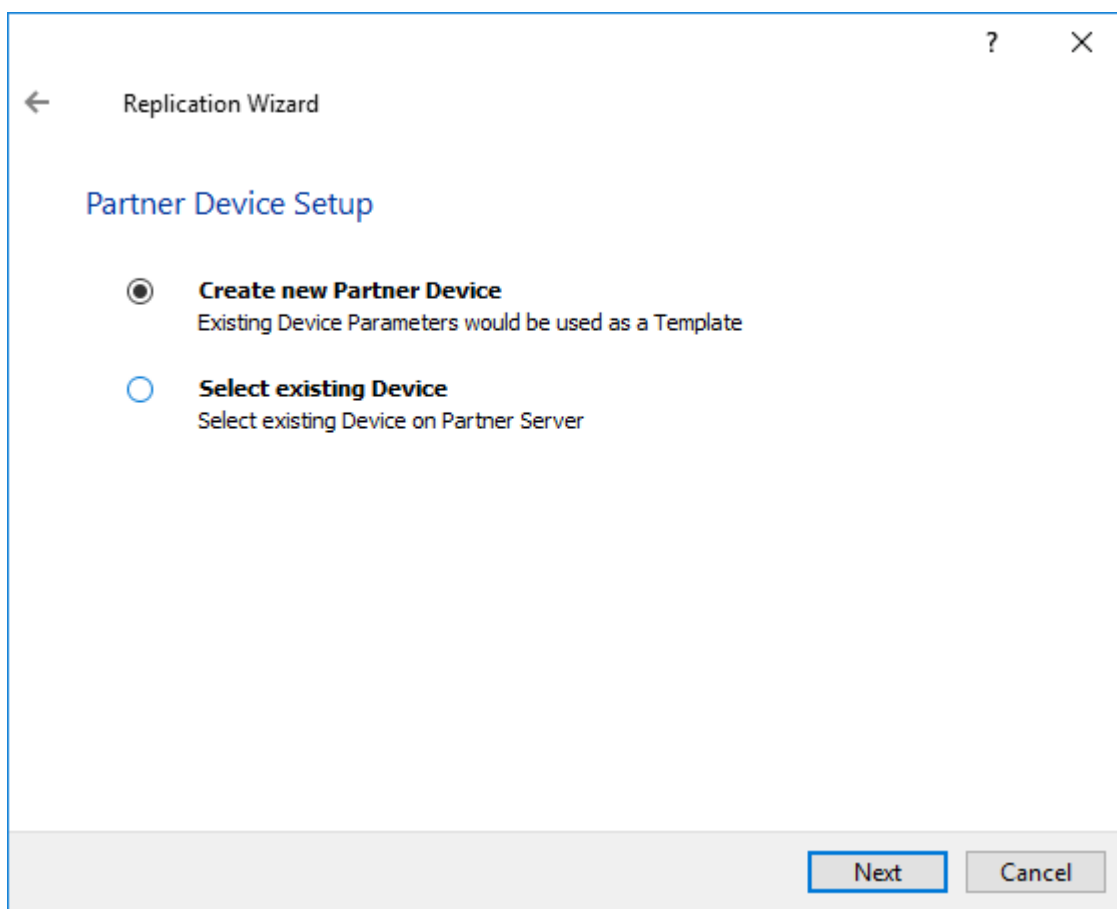 ?
Replication Wizard
Partner Device Setup
Create new Partner Device
Existing Device Parameters would be used as a Template
Select existing Device
Select existing Device on Partner Server
Next Cancel